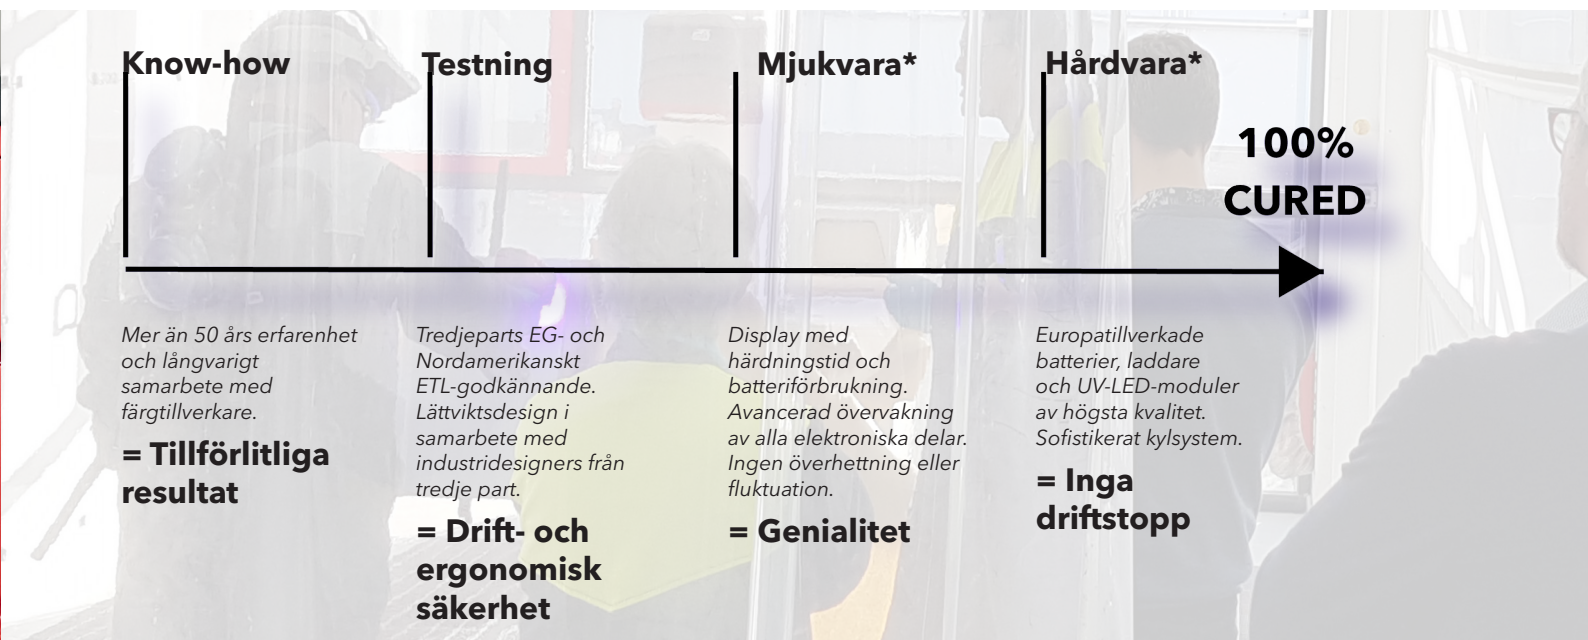 Know-how
Mer än 50 års erfarenhet
och långvarigt
samarbete med
färgtillverkare.
= Tillförlitliga
resultat
Testning
Tredjeparts EG- och
Nordamerikanskt
ETL-godkännande.
Lättviktsdesign i
samarbete med
industridesigners från
tredje part.
= Drift- och
ergonomisk
säkerhet
Mjukvara*
Display med
härdningstid och
batteriförbrukning.
Avancerad övervakning
av alla elektroniska delar.
Ingen överhettning eller
fluktuation.
= Genialitet
Hårdvara*
Europatillverkade
batterier, laddare
och UV-LED-moduler
av högsta kvalitet.
Sofistikerat kylsystem.
= Inga
driftstopp
100%
CURED